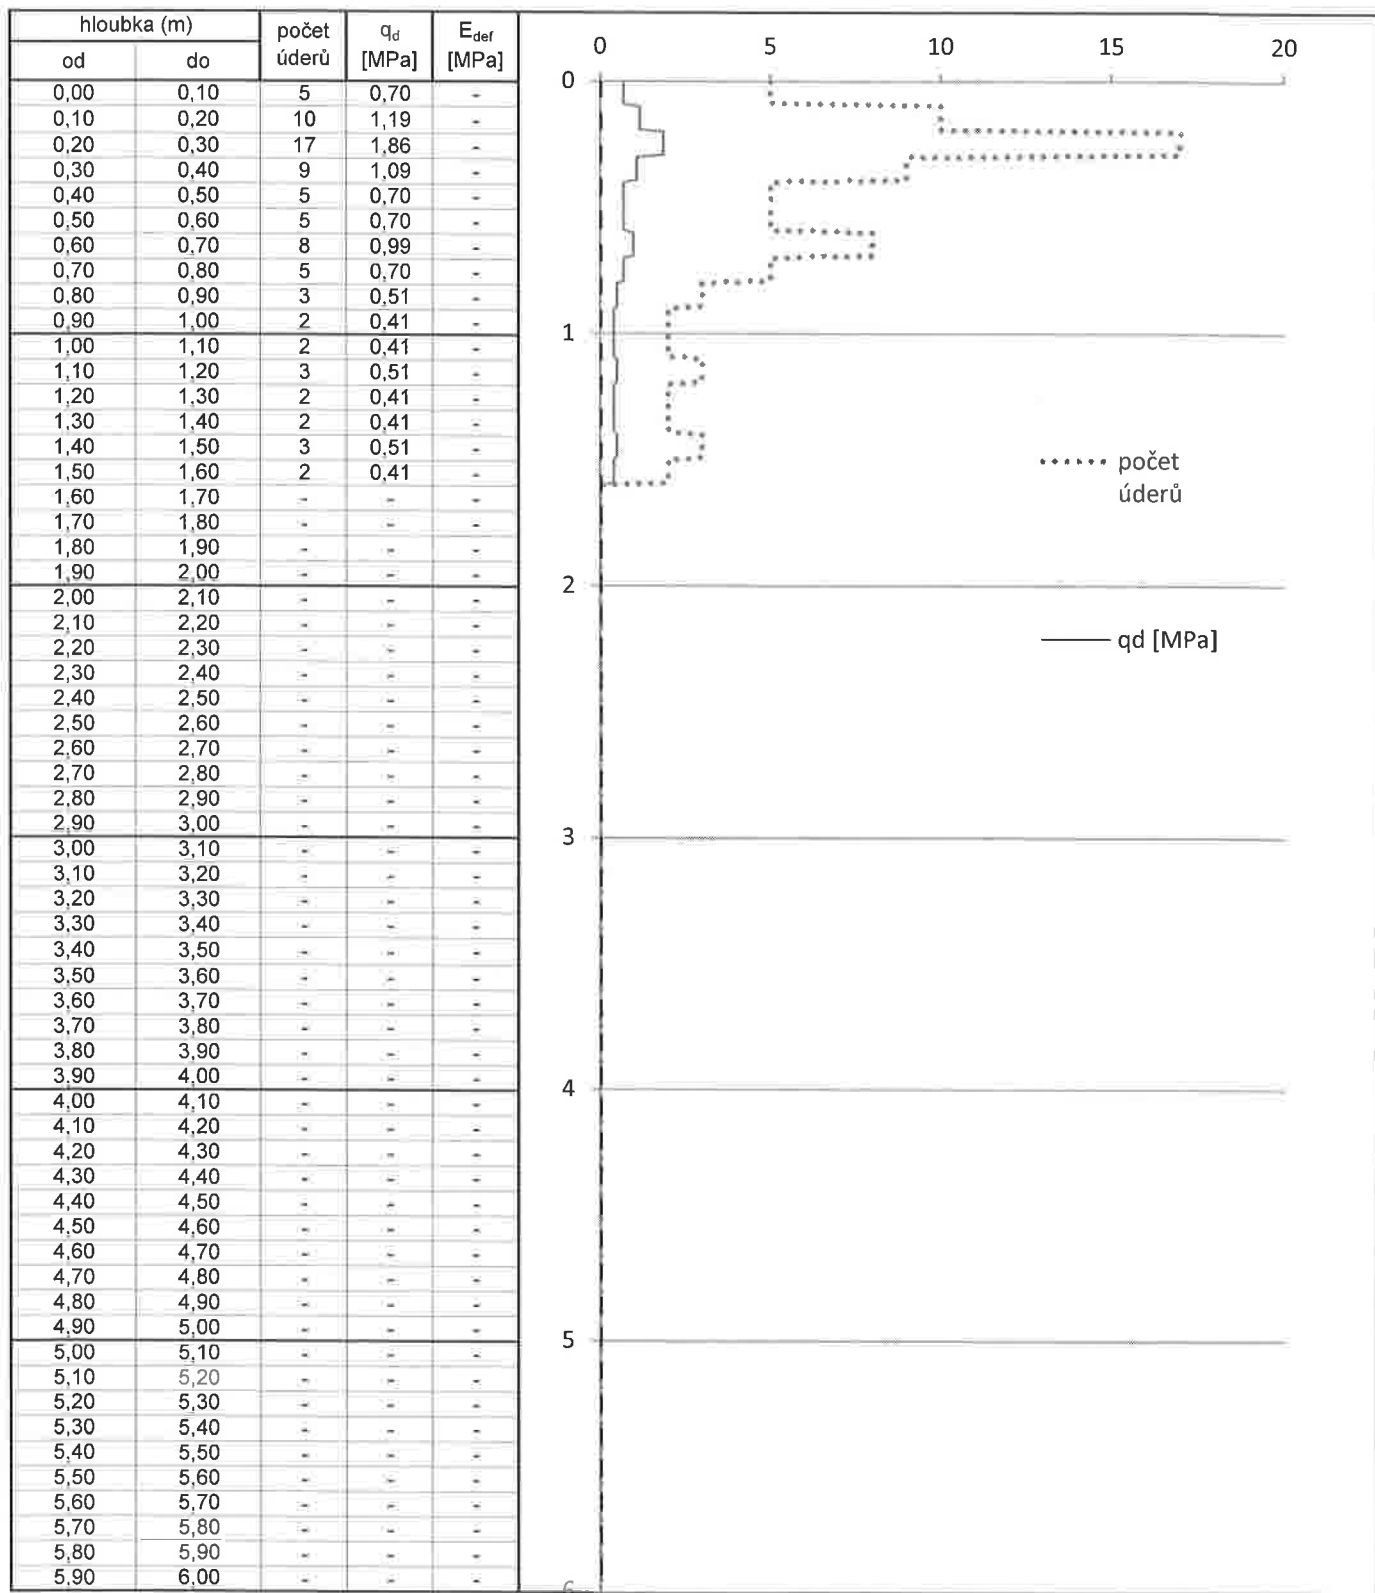 hloubka (m) počet úderů q_d [MPa] E_def [MPa]
od do
0,00 0,10 5 0,70 -
0,10 0,20 10 1,19 -
0,20 0,30 17 1,86 -
0,30 0,40 9 1,09 -
0,40 0,50 5 0,70 -
0,50 0,60 5 0,70 -
0,60 0,70 8 0,99 -
0,70 0,80 5 0,70 -
0,80 0,90 3 0,51 -
0,90 1,00 2 0,41 -
1,00 1,10 2 0,41 -
1,10 1,20 3 0,51 -
1,20 1,30 2 0,41 -
1,30 1,40 2 0,41 -
1,40 1,50 3 0,51 -
1,50 1,60 2 0,41 -
1,60 1,70 - - -
1,70 1,80 - - -
1,80 1,90 - - -
1,90 2,00 - - -
2,00 2,10 - - -
2,10 2,20 - - -
2,20 2,30 - - -
2,30 2,40 - - -
2,40 2,50 - - -
2,50 2,60 - - -
2,60 2,70 - - -
2,70 2,80 - - -
2,80 2,90 - - -
2,90 3,00 - - -
3,00 3,10 - - -
3,10 3,20 - - -
3,20 3,30 - - -
3,30 3,40 - - -
3,40 3,50 - - -
3,50 3,60 - - -
3,60 3,70 - - -
3,70 3,80 - - -
3,80 3,90 - - -
3,90 4,00 - - -
4,00 4,10 - - -
4,10 4,20 - - -
4,20 4,30 - - -
4,30 4,40 - - -
4,40 4,50 - - -
4,50 4,60 - - -
4,60 4,70 - - -
4,70 4,80 - - -
4,80 4,90 - - -
4,90 5,00 - - -
5,00 5,10 - - -
5,10 5,20 - - -
5,20 5,30 - - -
5,30 5,40 - - -
5,40 5,50 - - -
5,50 5,60 - - -
5,60 5,70 - - -
5,70 5,80 - - -
5,80 5,90 - - -
5,90 6,00 - - -
0 5 10 15 20
0
1
počet
úderů
2
qd [MPa]
3
4
5
6